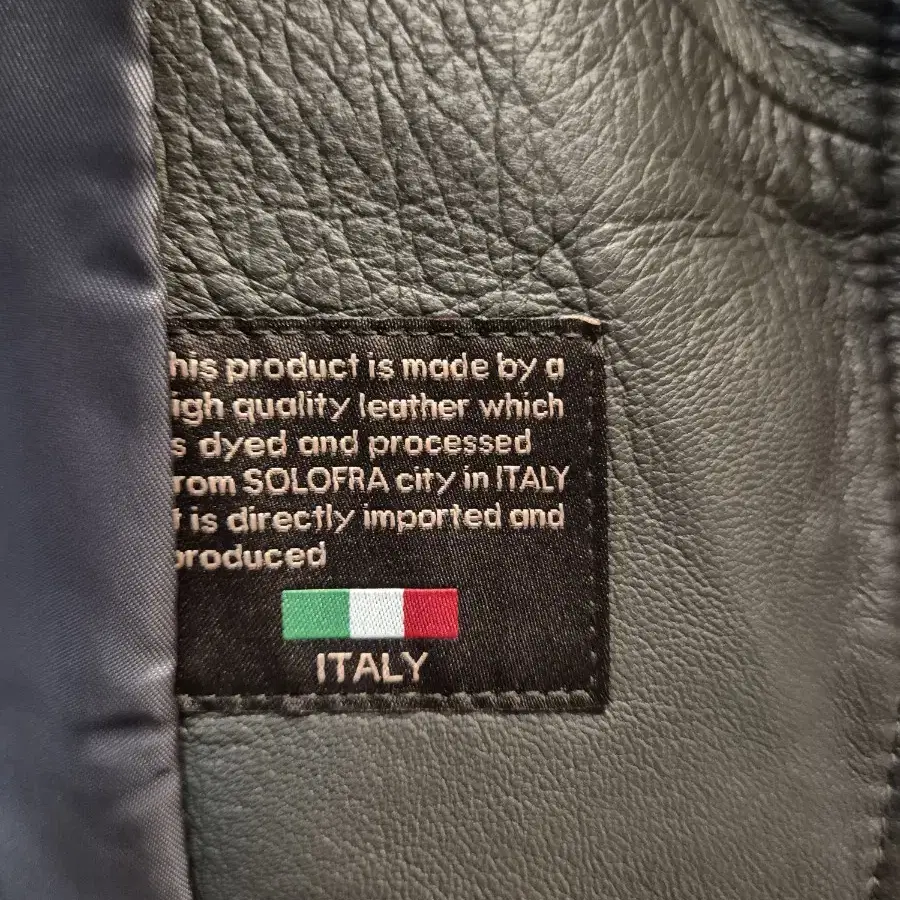 his product is made by a
igh quality leather which
s dyed and processed
rom SOLOFRA city in ITALY
t is directly imported and
produced
ITALY